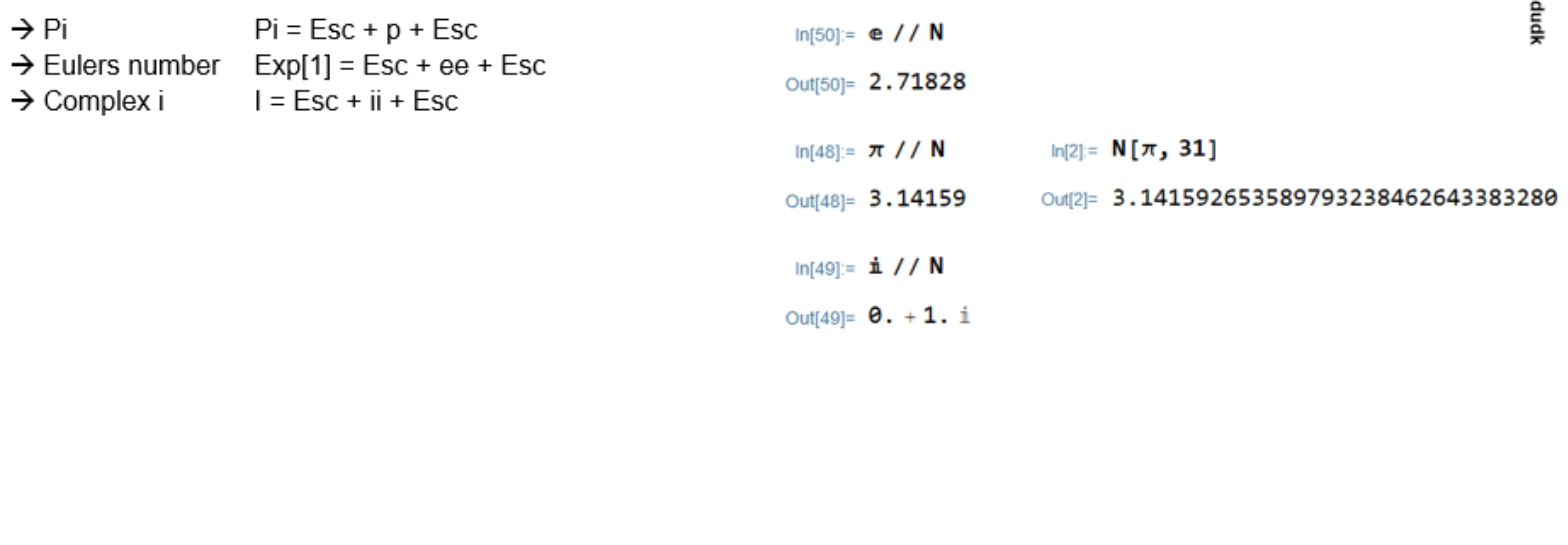 → Pi Pi = Esc + p + Esc
→ Eulers number Exp[1] = Esc + ee + Esc
→ Complex i I = Esc + ii + Esc
In[50]:= ⅇ // N
Out[50]= 2.71828
In[48]:= π // N
Out[48]= 3.14159
In[2]:= N[π, 31]
Out[2]= 3.141592653589793238462643383280
In[49]:= ⅈ // N
Out[49]= 0. + 1. ⅈ
dudk